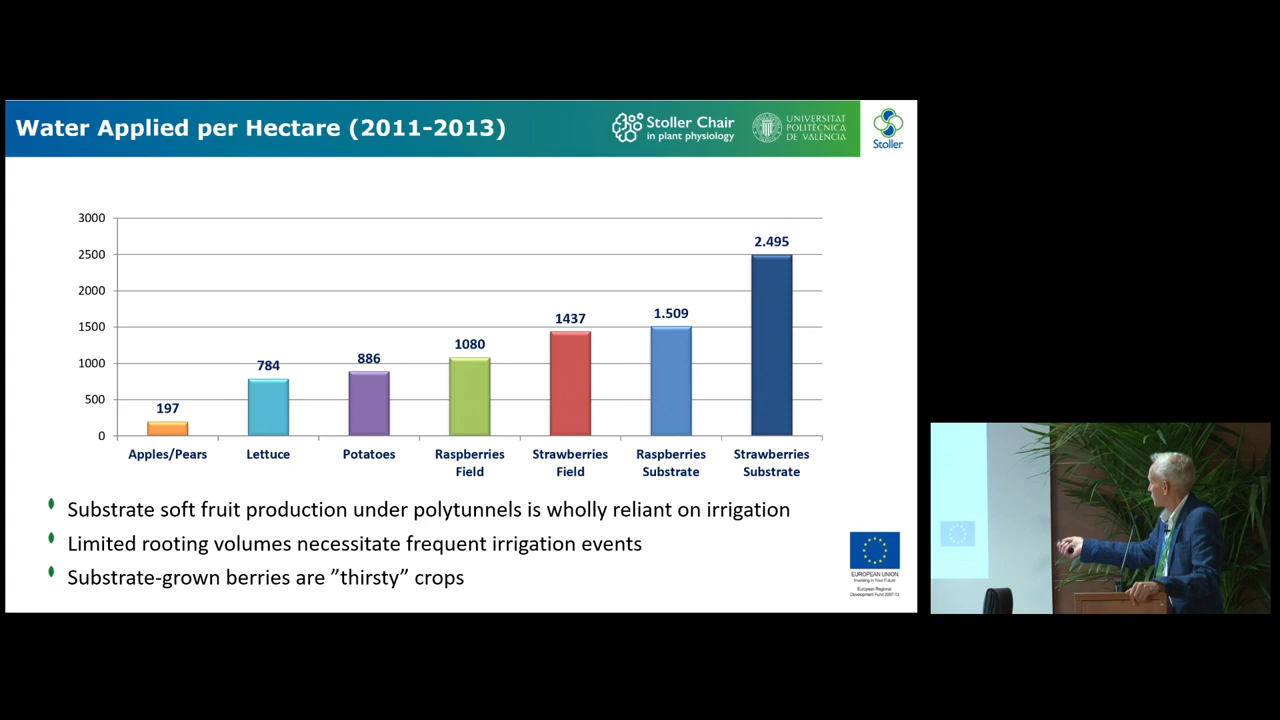 Water Applied per Hectare (2011-2013)
Stoller Chair
in plant physiology
UNIVERSITAT
POLITÈCNICA
DE VALÈNCIA
Stoller
3000
2500
2000
1500
1000
500
0
197
784
886
1080
1437
1.509
2.495
Apples/Pears
Lettuce
Potatoes
Raspberries
Field
Strawberries
Field
Raspberries
Substrate
Strawberries
Substrate
Substrate soft fruit production under polytunnels is wholly reliant on irrigation
Limited rooting volumes necessitate frequent irrigation events
Substrate-grown berries are ”thirsty” crops
EUROPEAN UNION
Investing in Your Future
European Regional
Development Fund 2007-13